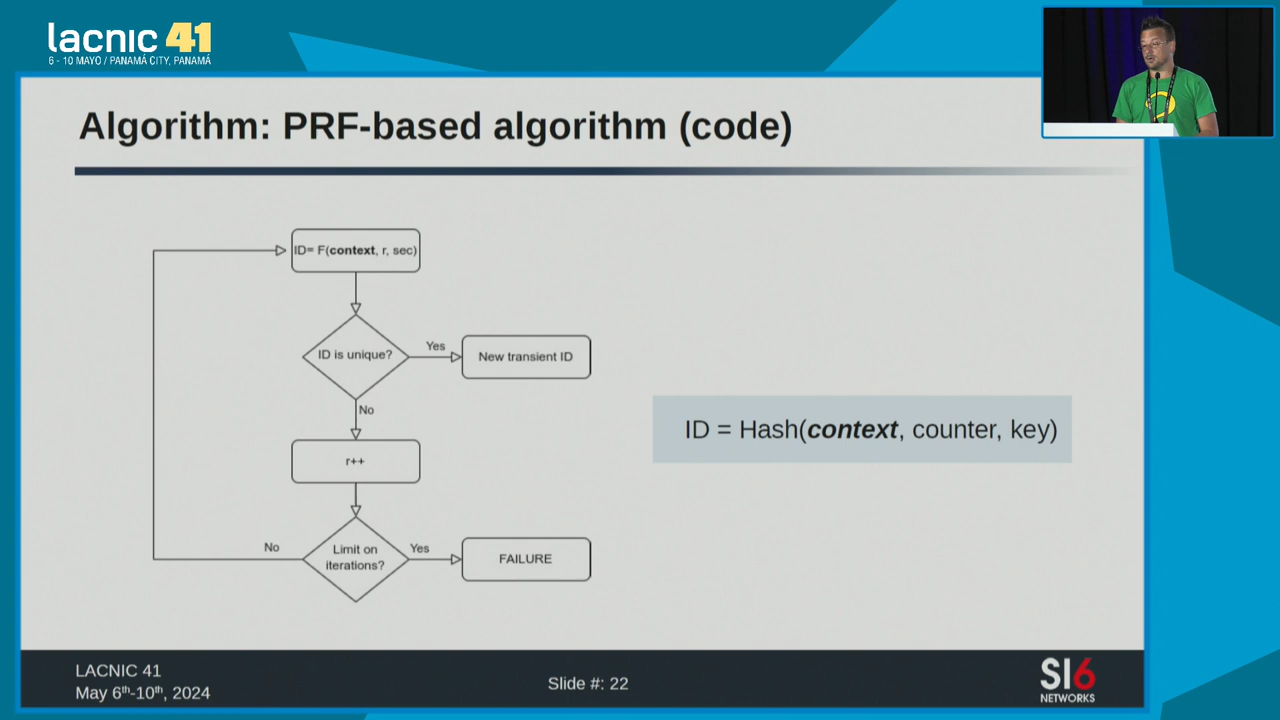 lacnic 41
6 - 10 MAYO / PANAMÁ CITY, PANAMÁ
Algorithm: PRF-based algorithm (code)
ID= F(context, r, sec)
ID is unique?
Yes
New transient ID
No
r++
Limit on
iterations?
No
Yes
FAILURE
ID = Hash(context, counter, key)
LACNIC 41
May 6th-10th, 2024
Slide #: 22
SI6
NETWORKS